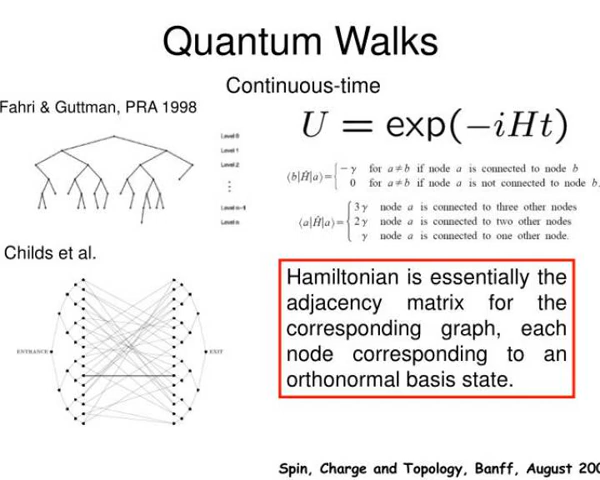 Quantum Walks
Continuous-time
Fahri & Guttman, PRA 1998
U = exp(−iHt)
Level 0
Level 1
Level 2
⋮
Level n-1
Level n
⟨b|Ĥ|a⟩= { −γ for a≠b if node a is connected to node b
0 for a≠b if node a is not connected to node b.
⟨a|Ĥ|a⟩= { 3γ node a is connected to three other nodes
2γ node a is connected to two other nodes
γ node a is connected to one other node.
Childs et al.
ENTRANCE
EXIT
Hamiltonian is essentially the
adjacency matrix for the
corresponding graph, each
node corresponding to an
orthonormal basis state.
Spin, Charge and Topology, Banff, August 200